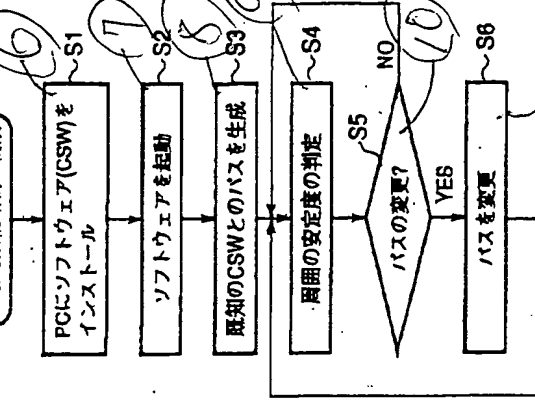 PCにソフトウェア(CSW)を
インストール
S1
ソフトウェアを起動
S2
既知のCSWとのパスを生成
S3
周囲の安定度の判定
S4
パスの変更?
S5
NO
YES
パスを変更
S6
7
8
10